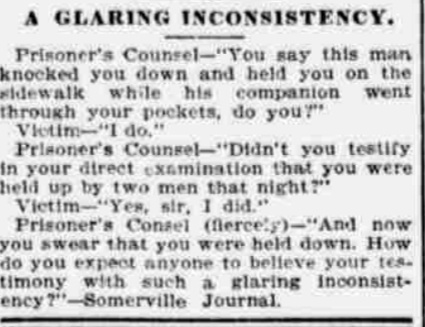 A GLARING INCONSISTENCY.
Prisoner's Counsel—"You say this man
knocked you down and held you on the
sidewalk while his companion went
through your pockets, do you?"
Victim—"I do."
Prisoner's Counsel—"Didn't you testify
in your direct examination that you were
held up by two men that night?"
Victim—"Yes, sir, I did."
Prisoner's Consel (fiercely)—"And now
you swear that you were held down. How
do you expect anyone to believe your tes-
timony with such a glaring inconsist-
ency?"—Somerville Journal.